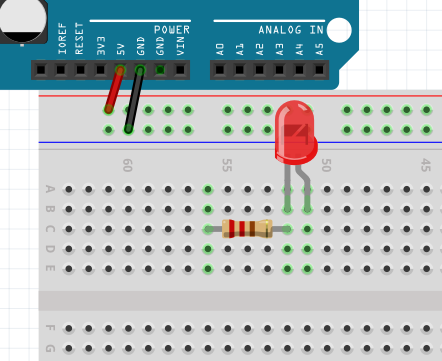 POWER
ANALOG IN
IOREF
RESET
3V3
5V
GND
GND
VIN
A0
A1
A2
A3
A4
A5
60
55
50
45
A
B
C
D
E
F
G
A
B
C
D
E
F
G